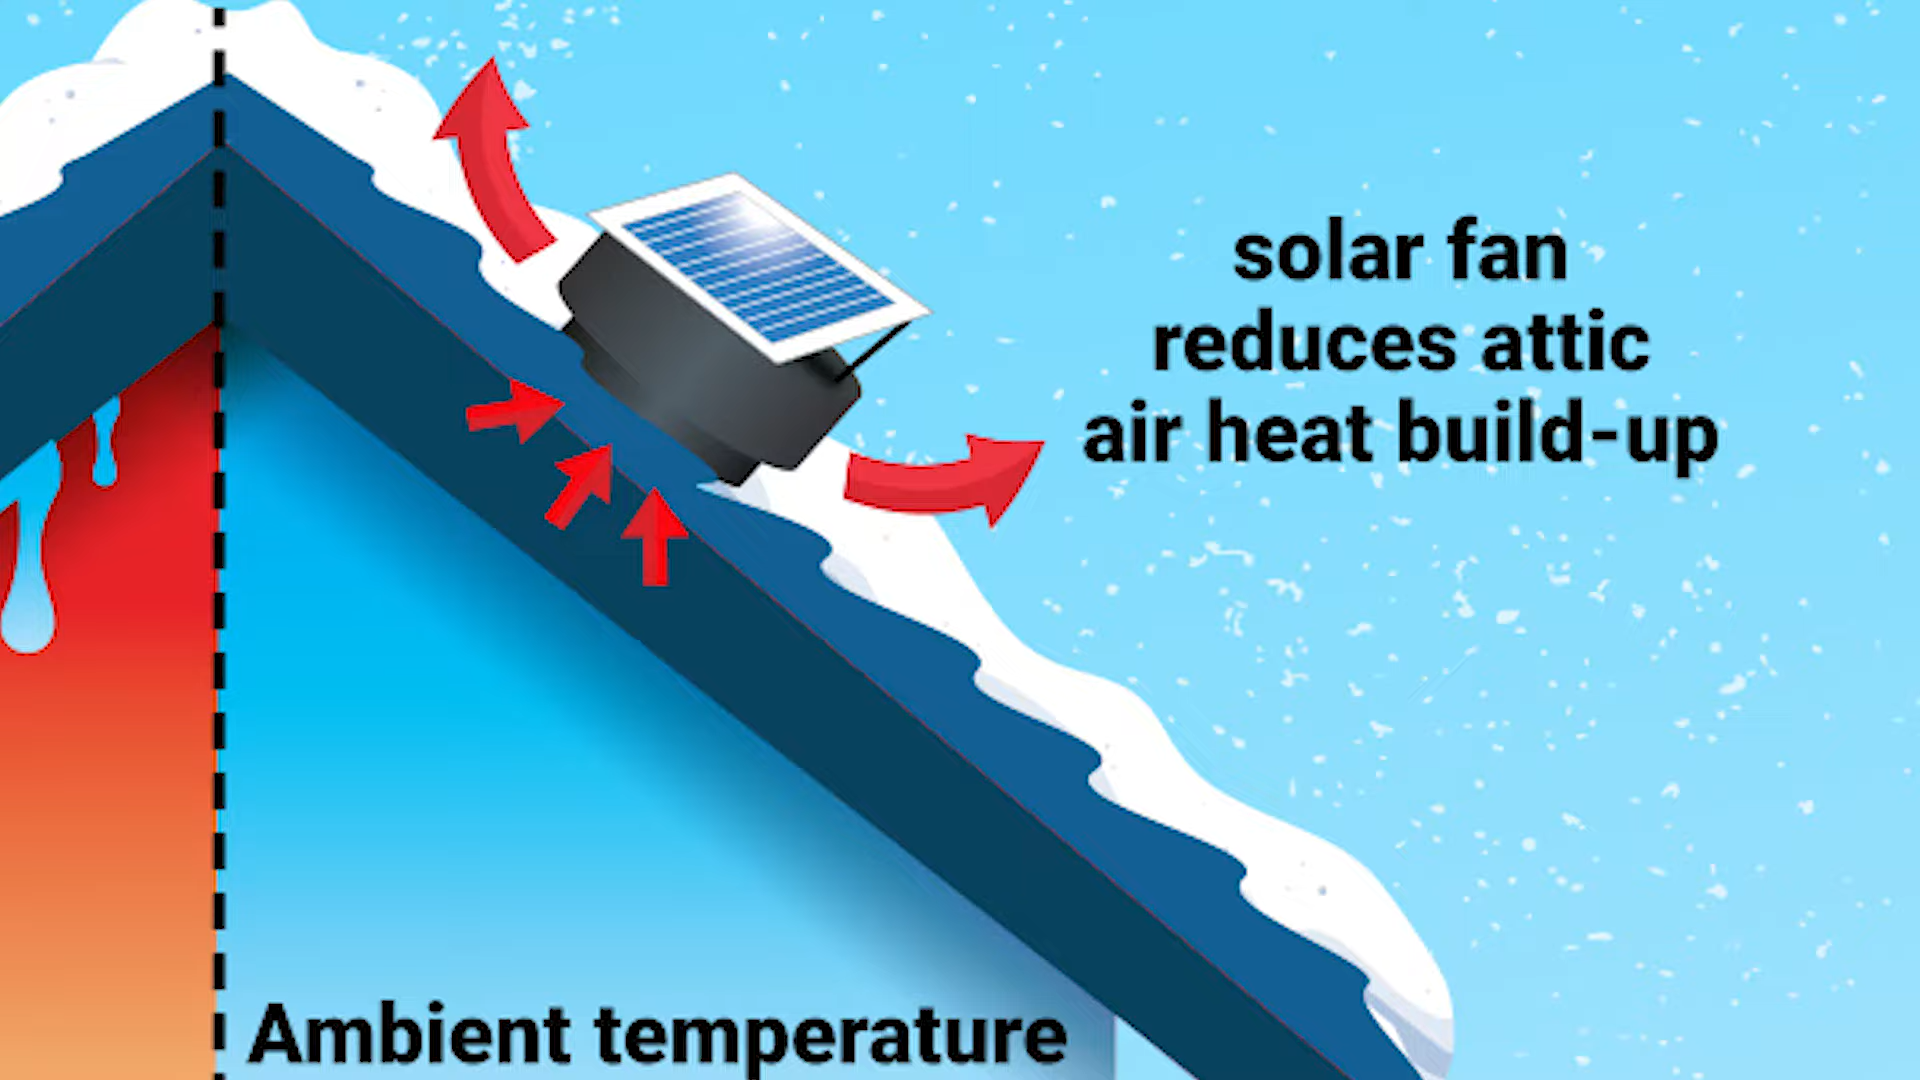 solar fan
reduces attic
air heat build-up
Ambient temperature